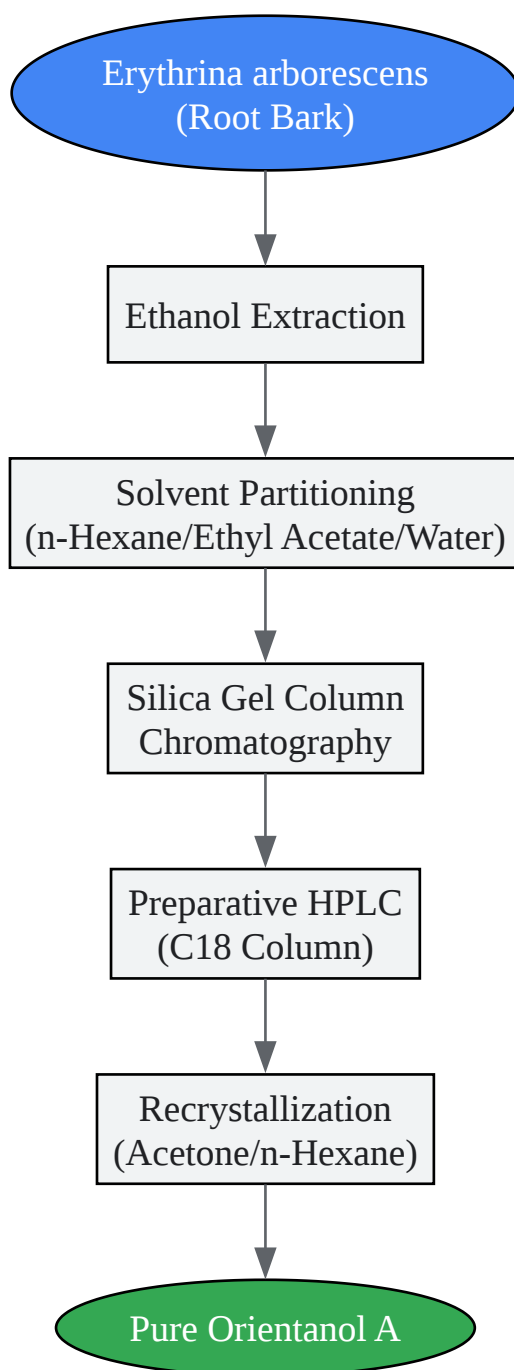 Erythrina arborescens
(Root Bark)
Ethanol Extraction
Solvent Partitioning
(n-Hexane/Ethyl Acetate/Water)
Silica Gel Column
Chromatography
Preparative HPLC
(C18 Column)
Recrystallization
(Acetone/n-Hexane)
Pure Orientanol A